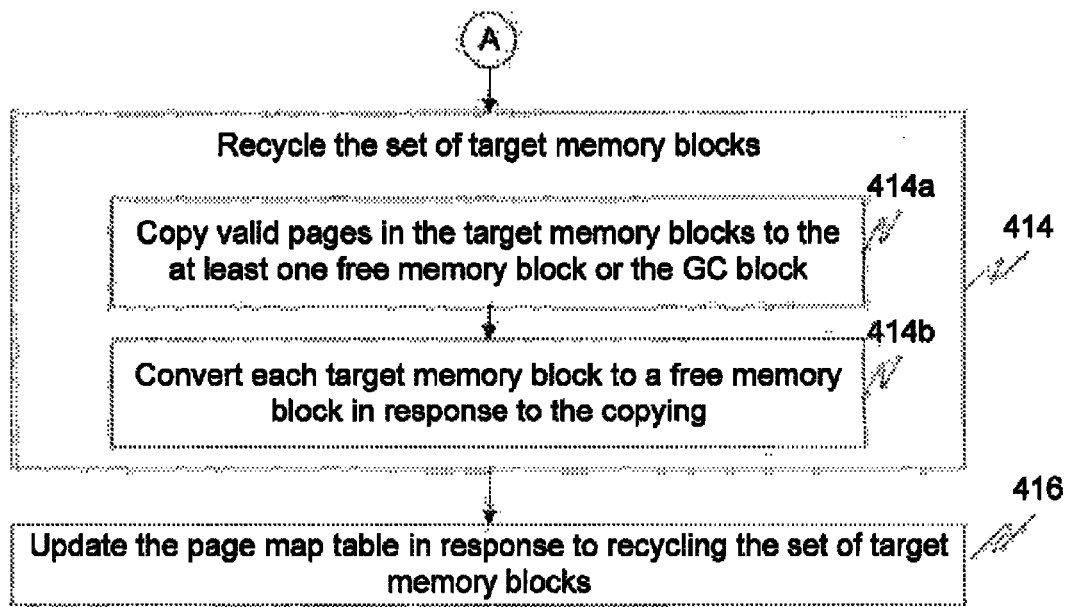 A
Recycle the set of target memory blocks
414a
Copy valid pages in the target memory blocks to the
at least one free memory block or the GC block
414
414b
Convert each target memory block to a free memory
block in response to the copying
416
Update the page map table in response to recycling the set of target
memory blocks